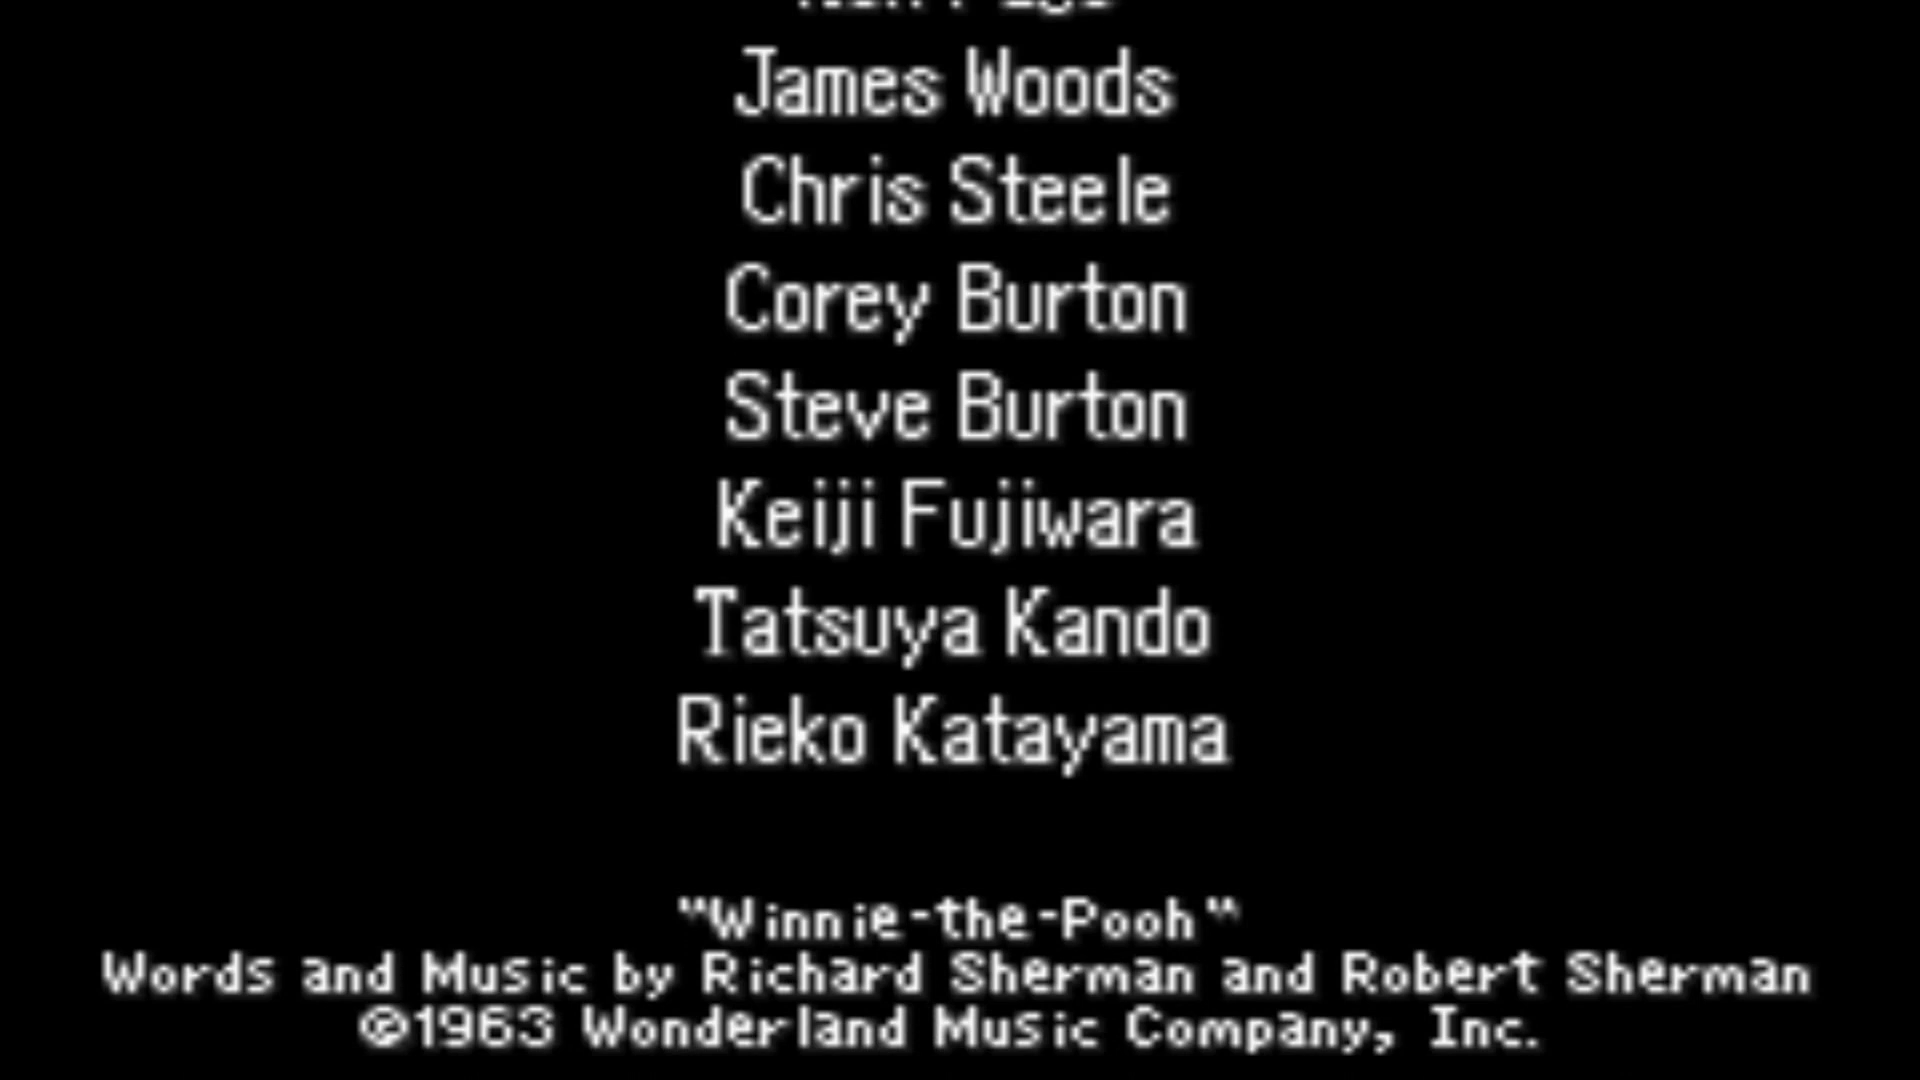 James Woods
Chris Steele
Corey Burton
Steve Burton
Keiji Fujiwara
Tatsuya Kando
Rieko Katayama
"Winnie-the-Pooh"
Words and Music by Richard Sherman and Robert Sherman
©1963 Wonderland Music Company, Inc.